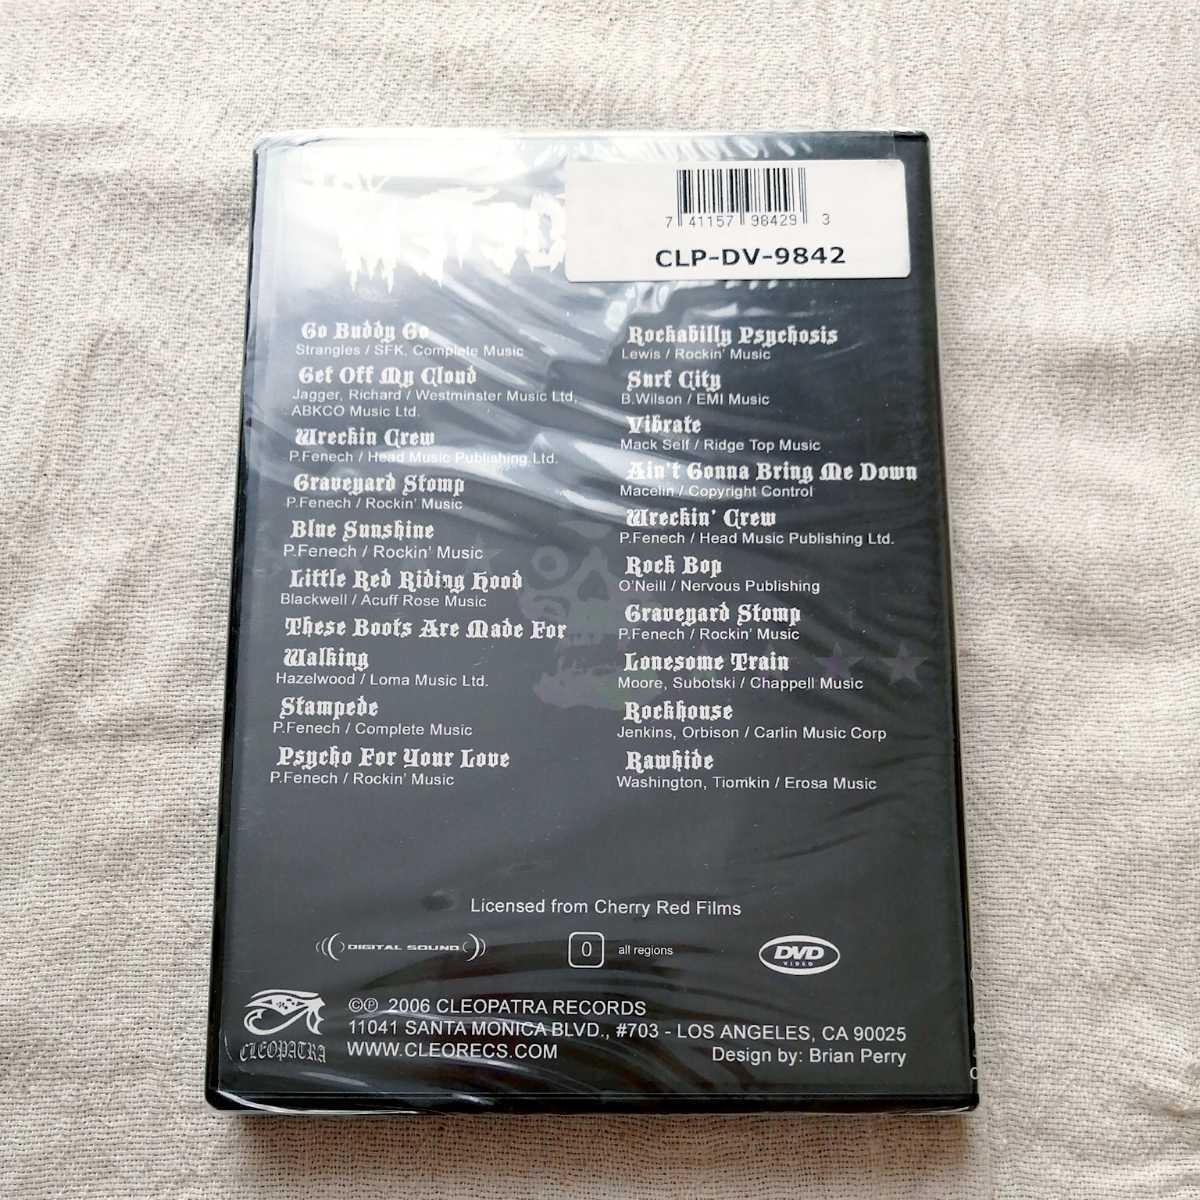 7 41157 98429 3
CLP-DV-9842
Go Buddy Go
Strangles / SFK, Complete Music
Get Off My Cloud
Jagger, Richard / Westminster Music Ltd,
ABKCO Music Ltd.
Wreckin Crew
P.Fenech / Head Music Publishing Ltd.
Graveyard Stomp
P.Fenech / Rockin' Music
Blue Sunshine
P.Fenech / Rockin' Music
Little Red Riding Hood
Blackwell / Acuff Rose Music
These Boots Are Made For
Walking
Hazelwood / Loma Music Ltd.
Stampede
P.Fenech / Complete Music
Psycho For Your Love
P.Fenech / Rockin' Music
Rockabilly Psychosis
Lewis / Rockin' Music
Surf City
B.Wilson / EMI Music
Vibrate
Mack Self / Ridge Top Music
Ain't Gonna Bring Me Down
Macelin / Copyright Control
Wreckin' Crew
P.Fenech / Head Music Publishing Ltd.
Rock Bop
O'Neill / Nervous Publishing
Graveyard Stomp
P.Fenech / Rockin' Music
Lonesome Train
Moore, Subotski / Chappell Music
Rockhouse
Jenkins, Orbison / Carlin Music Corp
Rawhide
Washington, Tiomkin / Erosa Music
Licensed from Cherry Red Films
DIGITAL SOUND
0 all regions
DVD
VIDEO
CLEOPATRA
©℗ 2006 CLEOPATRA RECORDS
11041 SANTA MONICA BLVD., #703 - LOS ANGELES, CA 90025
WWW.CLEORECS.COM
Design by: Brian Perry